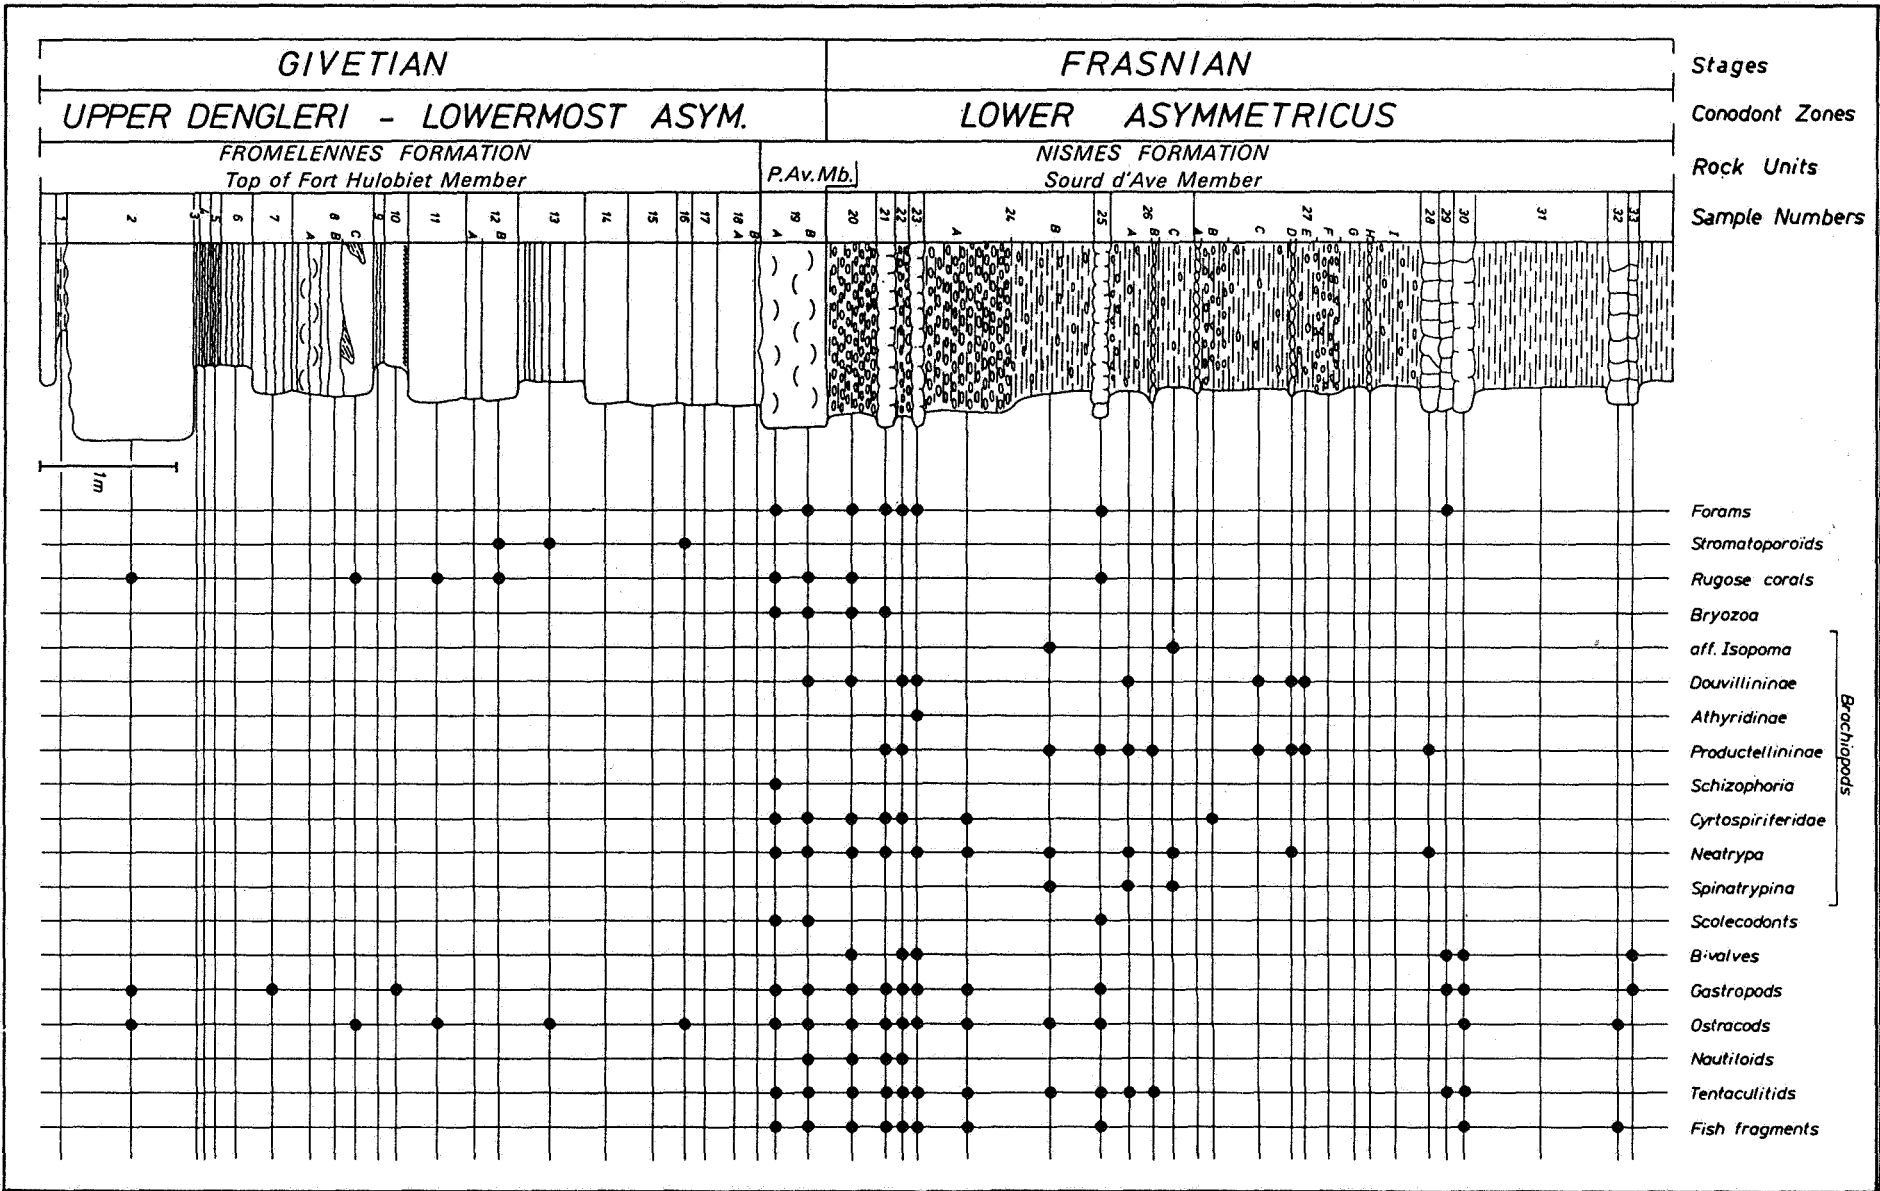 GIVETIAN FRASNIAN Stages
UPPER DENGLERI - LOWERMOST ASYM. LOWER ASYMMETRICUS Conodont Zones
FROMELENNES FORMATION NISMES FORMATION
Top of Fort Hulobiet Member P.Av.Mb. Sourd d'Ave Member Rock Units
1 2 3 4 5 6 7 8 9 10 11 12 13 14 15 16 17 18 19 20 21 22 23 24 25 26 27 28 29 30 31 32 33 Sample Numbers
A B C A B A B A B A B A B C A B C D E F G H I
1m
Forams
Stromatoporoïds
Rugose corals
Bryozoa
aff. Isopoma
Douvillininae
Athyridinae
Productellininae
Schizophoria
Cyrtospiriferidae
Neatrypa
Spinatrypina
Brachiopods
Scolecodonts
Bivalves
Gastropods
Ostracods
Nautiloids
Tentaculitids
Fish fragments